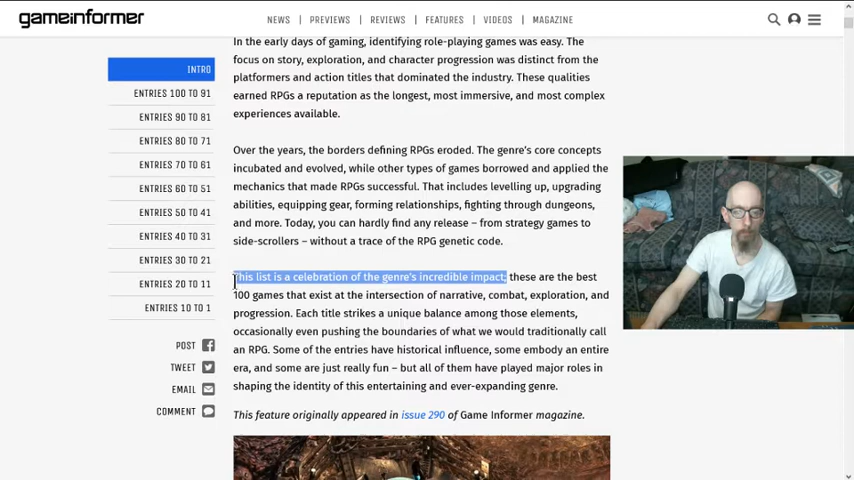 gameinformer
NEWS | PREVIEWS | REVIEWS | FEATURES | VIDEOS | MAGAZINE
INTRO
ENTRIES 100 TO 91
ENTRIES 90 TO 81
ENTRIES 80 TO 71
ENTRIES 70 TO 61
ENTRIES 60 TO 51
ENTRIES 50 TO 41
ENTRIES 40 TO 31
ENTRIES 30 TO 21
ENTRIES 20 TO 11
ENTRIES 10 TO 1
POST
TWEET
EMAIL
COMMENT
In the early days of gaming, identifying role-playing games was easy. The
focus on story, exploration, and character progression was distinct from the
platformers and action titles that dominated the industry. These qualities
earned RPGs a reputation as the longest, most immersive, and most complex
experiences available.
Over the years, the borders defining RPGs eroded. The genre's core concepts
incubated and evolved, while other types of games borrowed and applied the
mechanics that made RPGs successful. That includes levelling up, upgrading
abilities, equipping gear, forming relationships, fighting through dungeons,
and more. Today, you can hardly find any release – from strategy games to
side-scrollers – without a trace of the RPG genetic code.
This list is a celebration of the genre's incredible impact; these are the best
100 games that exist at the intersection of narrative, combat, exploration, and
progression. Each title strikes a unique balance among those elements,
occasionally even pushing the boundaries of what we would traditionally call
an RPG. Some of the entries have historical influence, some embody an entire
era, and some are just really fun – but all of them have played major roles in
shaping the identity of this entertaining and ever-expanding genre.
This feature originally appeared in issue 290 of Game Informer magazine.